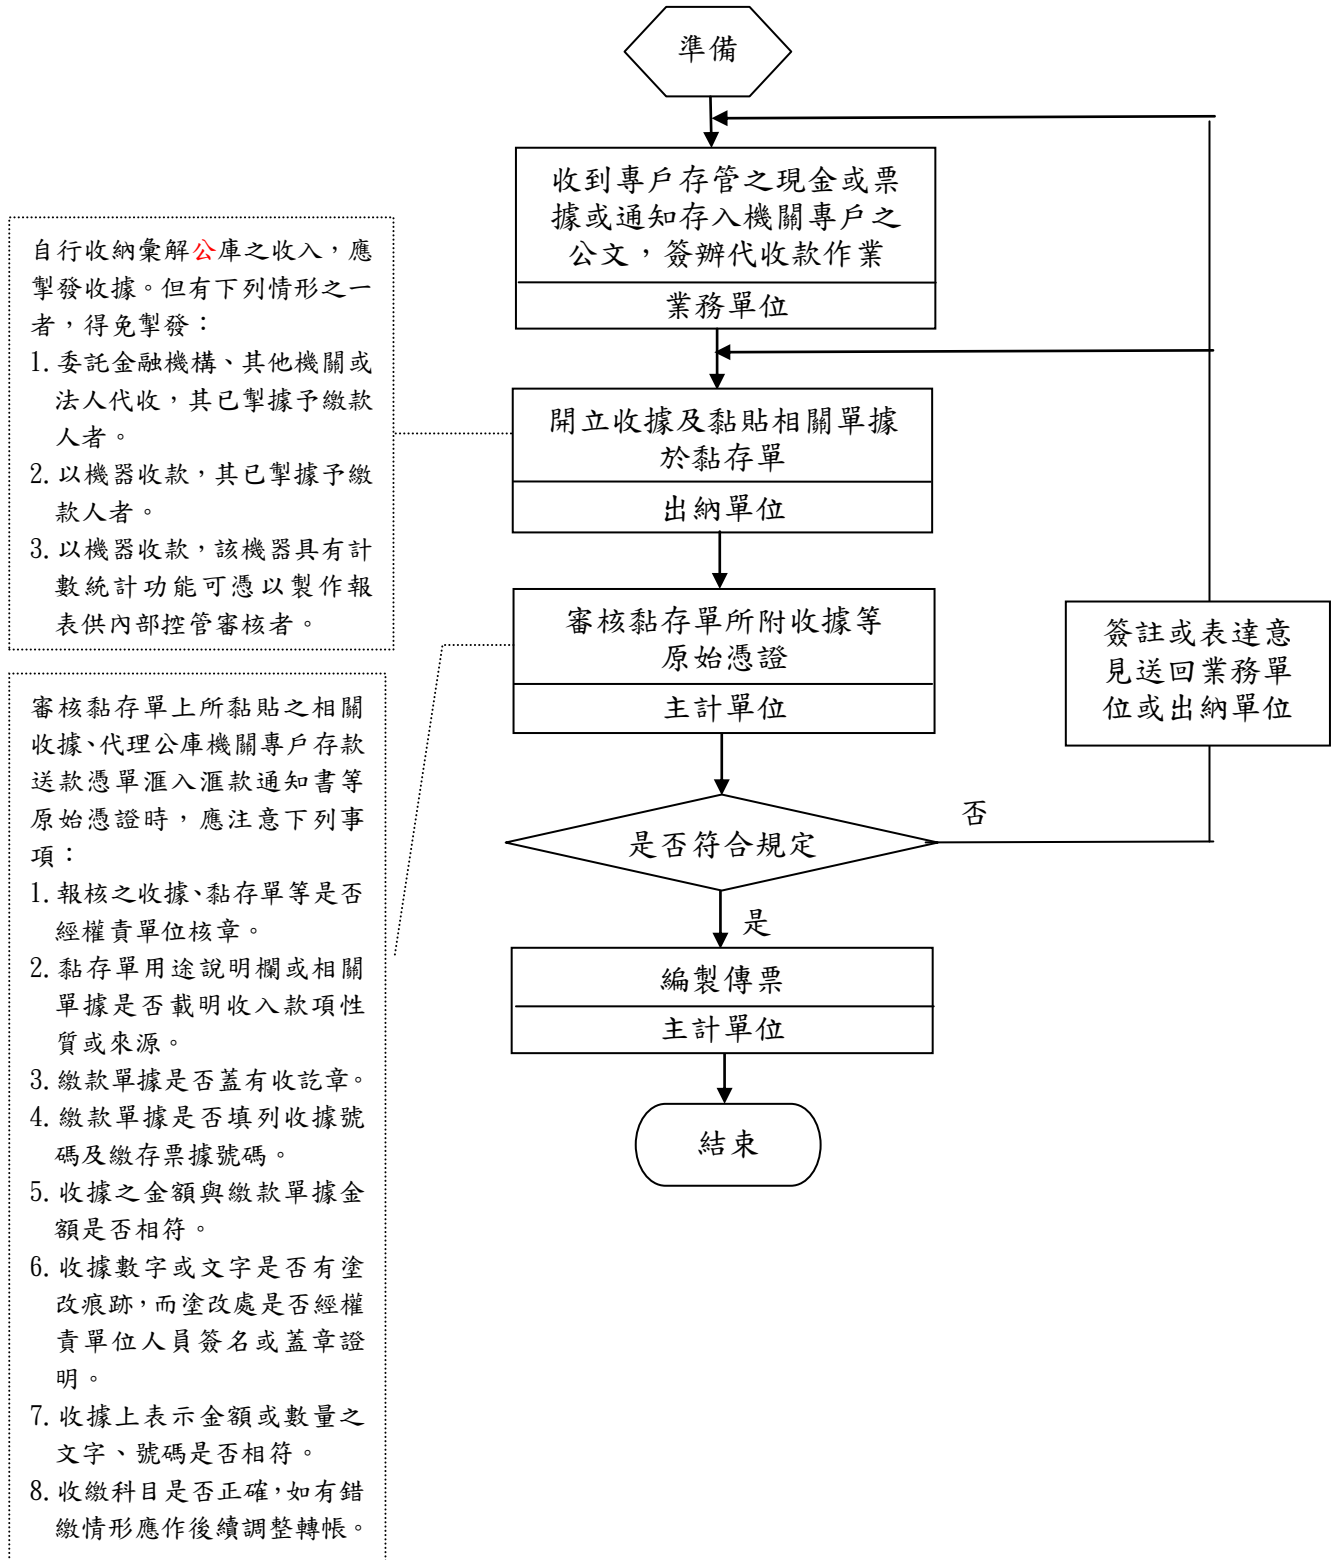 準備
收到專戶存管之現金或票
據或通知存入機關專戶之
公文，簽辦代收款作業
業務單位
自行收納彙解公庫之收入，應
掣發收據。但有下列情形之一
者，得免掣發：
1.委託金融機構、其他機關或
法人代收，其已掣據予繳款
人者。
2.以機器收款，其已掣據予繳
款人者。
3.以機器收款，該機器具有計
數統計功能可憑以製作報
表供內部控管審核者。
開立收據及黏貼相關單據
於黏存單
出納單位
審核黏存單所附收據等
原始憑證
主計單位
簽註或表達意
見送回業務單
位或出納單位
審核黏存單上所黏貼之相關
收據、代理公庫機關專戶存款
送款憑單滙入滙款通知書等
原始憑證時，應注意下列事
項：
1.報核之收據、黏存單等是否
經權責單位核章。
2.黏存單用途說明欄或相關
單據是否載明收入款項性
質或來源。
3.繳款單據是否蓋有收訖章。
4.繳款單據是否填列收據號
碼及繳存票據號碼。
5.收據之金額與繳款單據金
額是否相符。
6.收據數字或文字是否有塗
改痕跡，而塗改處是否經權
責單位人員簽名或蓋章證
明。
7.收據上表示金額或數量之
文字、號碼是否相符。
8.收繳科目是否正確，如有錯
繳情形應作後續調整轉帳。
是否符合規定
否
是
編製傳票
主計單位
結束